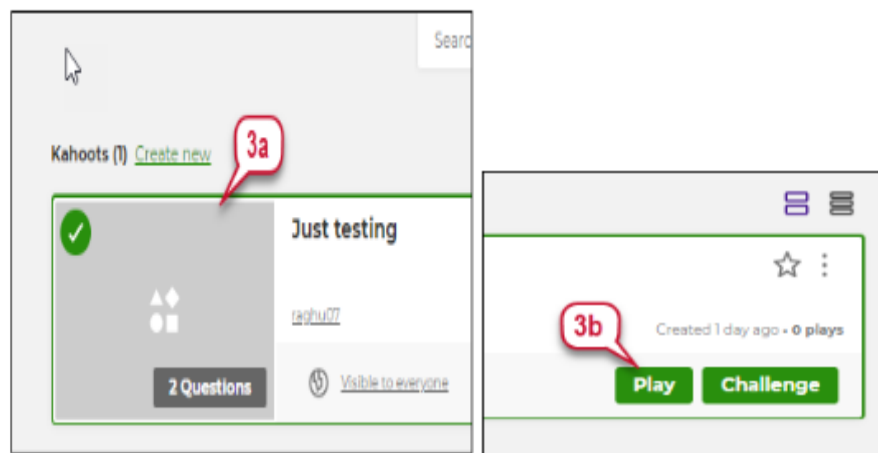 Searc
Kahoots (1) Create new
3a
Just testing
raghu07
2 Questions
Visible to everyone
3b
Created 1 day ago • 0 plays
Play
Challenge